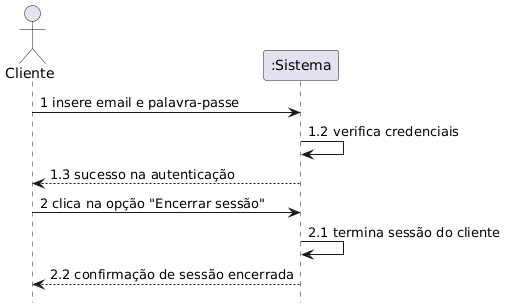 Cliente
:Sistema
1 insere email e palavra-passe
1.2 verifica credenciais
1.3 sucesso na autenticação
2 clica na opção "Encerrar sessão"
2.1 termina sessão do cliente
2.2 confirmação de sessão encerrada